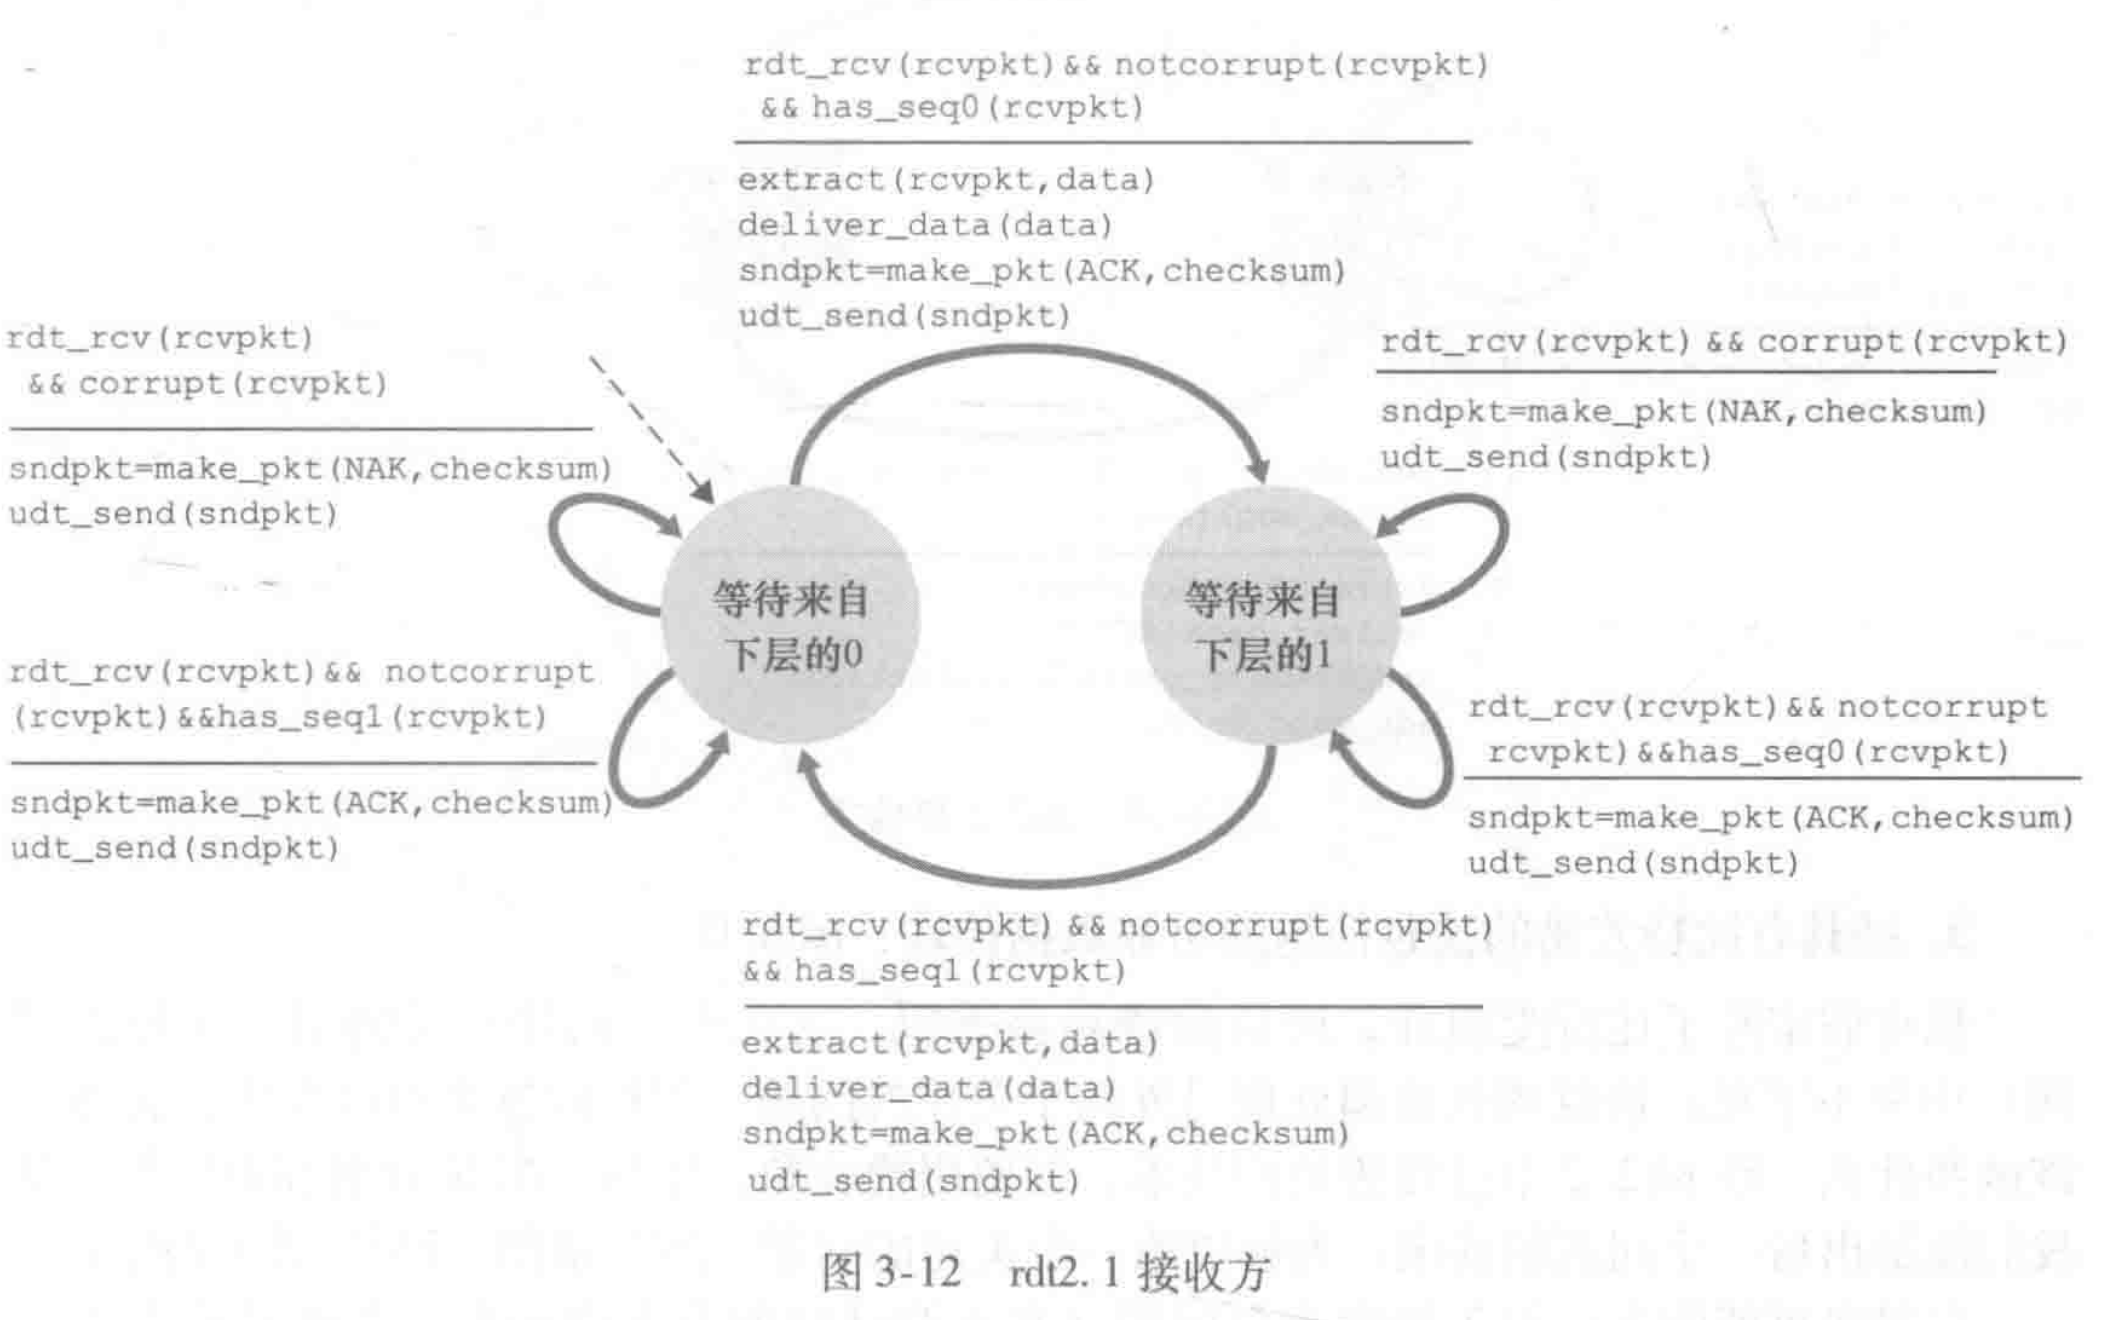 rdt_rcv(rcvpkt)&& notcorrupt(rcvpkt)
&& has_seq0(rcvpkt)
extract(rcvpkt,data)
deliver_data(data)
sndpkt=make_pkt(ACK,checksum)
udt_send(sndpkt)
rdt_rcv(rcvpkt)
&& corrupt(rcvpkt)
sndpkt=make_pkt(NAK,checksum)
udt_send(sndpkt)
rdt_rcv(rcvpkt) && corrupt(rcvpkt)
sndpkt=make_pkt(NAK,checksum)
udt_send(sndpkt)
等待来自
下层的0
等待来自
下层的1
rdt_rcv(rcvpkt)&& notcorrupt
(rcvpkt)&&has_seq1(rcvpkt)
sndpkt=make_pkt(ACK,checksum)
udt_send(sndpkt)
rdt_rcv(rcvpkt)&& notcorrupt
rcvpkt)&&has_seq0(rcvpkt)
sndpkt=make_pkt(ACK,checksum)
udt_send(sndpkt)
rdt_rcv(rcvpkt) && notcorrupt(rcvpkt)
&& has_seq1(rcvpkt)
extract(rcvpkt,data)
deliver_data(data)
sndpkt=make_pkt(ACK,checksum)
udt_send(sndpkt)
图 3-12 rdt2. 1 接收方